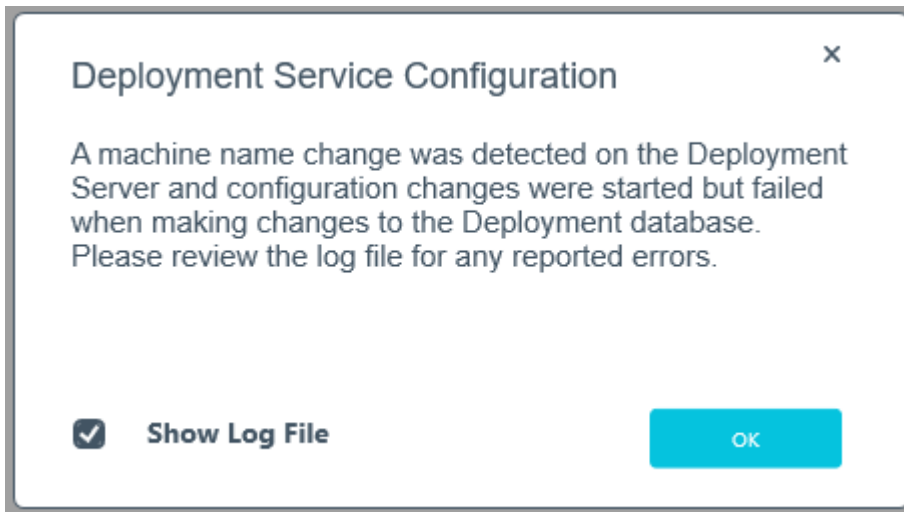 Deployment Service Configuration
A machine name change was detected on the Deployment
Server and configuration changes were started but failed
when making changes to the Deployment database.
Please review the log file for any reported errors.
Show Log File
OK